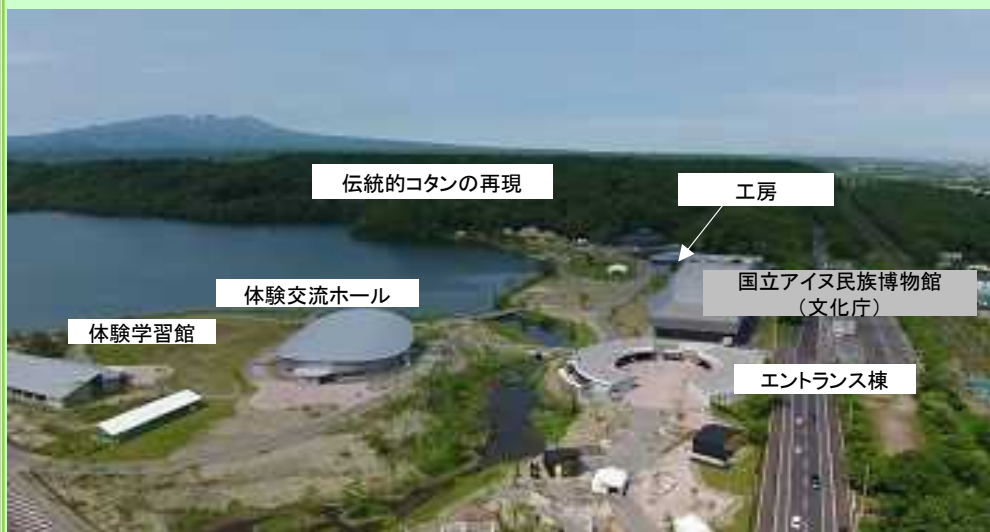 伝統的コタンの再現
工房
国立アイヌ民族博物館
（文化庁）
体験交流ホール
体験学習館
エントランス棟